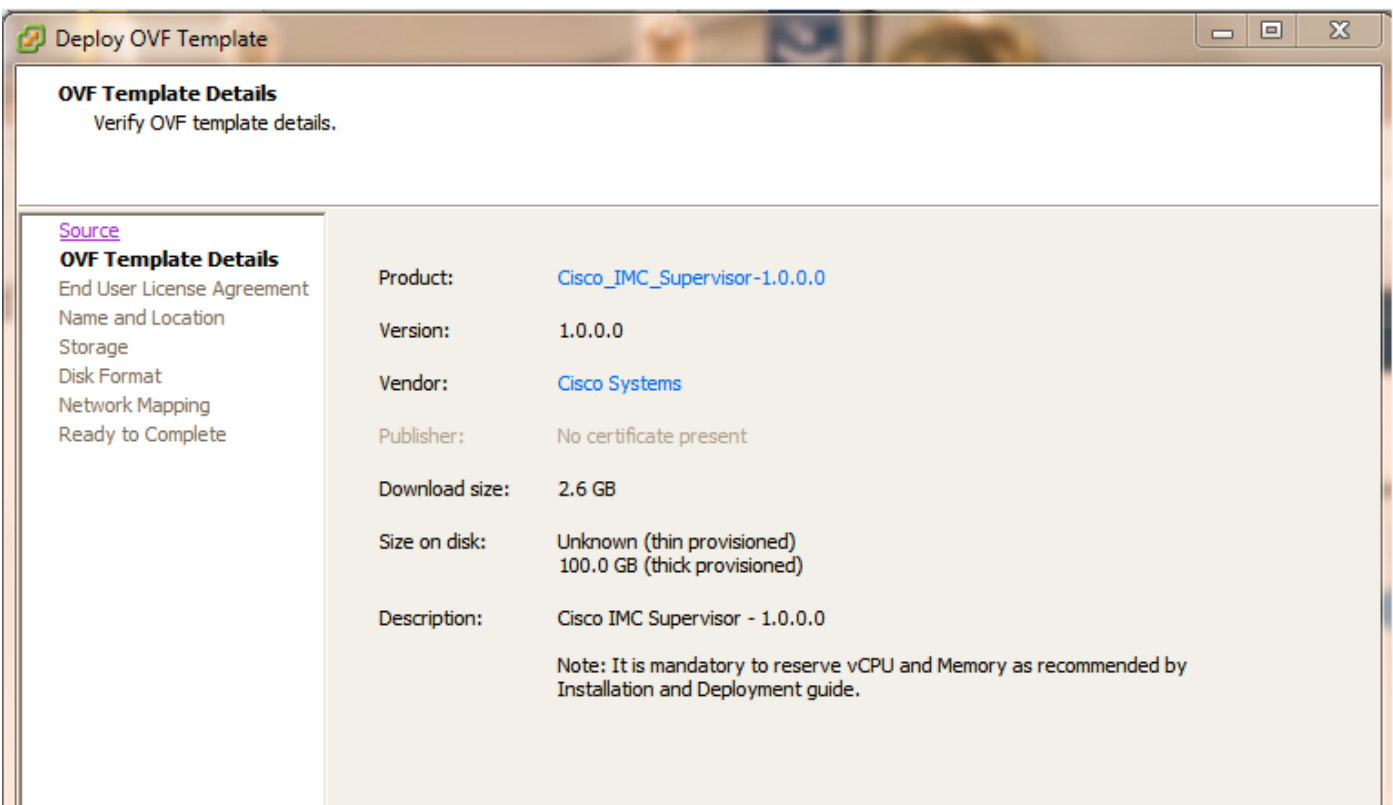 Deploy OVF Template
OVF Template Details
Verify OVF template details.
Source
OVF Template Details
End User License Agreement
Name and Location
Storage
Disk Format
Network Mapping
Ready to Complete
Product: Cisco_IMC_Supervisor-1.0.0.0
Version: 1.0.0.0
Vendor: Cisco Systems
Publisher: No certificate present
Download size: 2.6 GB
Size on disk: Unknown (thin provisioned)
100.0 GB (thick provisioned)
Description: Cisco IMC Supervisor - 1.0.0.0
Note: It is mandatory to reserve vCPU and Memory as recommended by
Installation and Deployment guide.